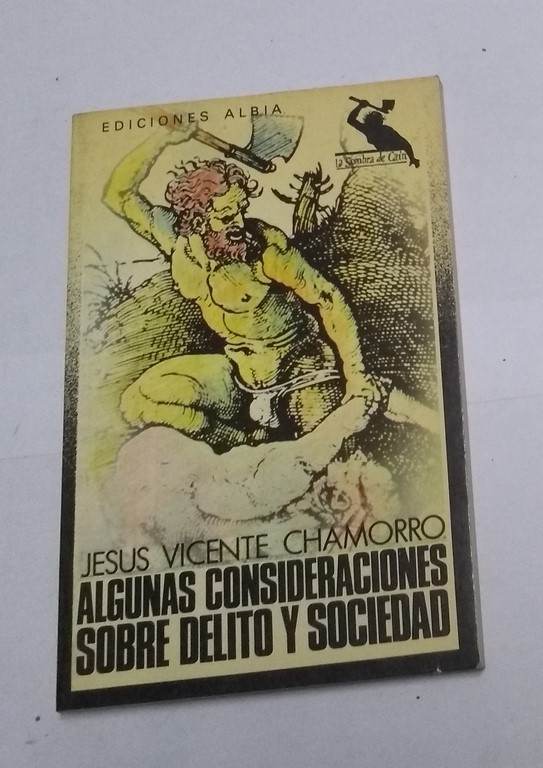 EDICIONES ALBIA
La Sombra de Caín
JESUS VICENTE CHAMORRO
ALGUNAS CONSIDERACIONES
SOBRE DELITO Y SOCIEDAD